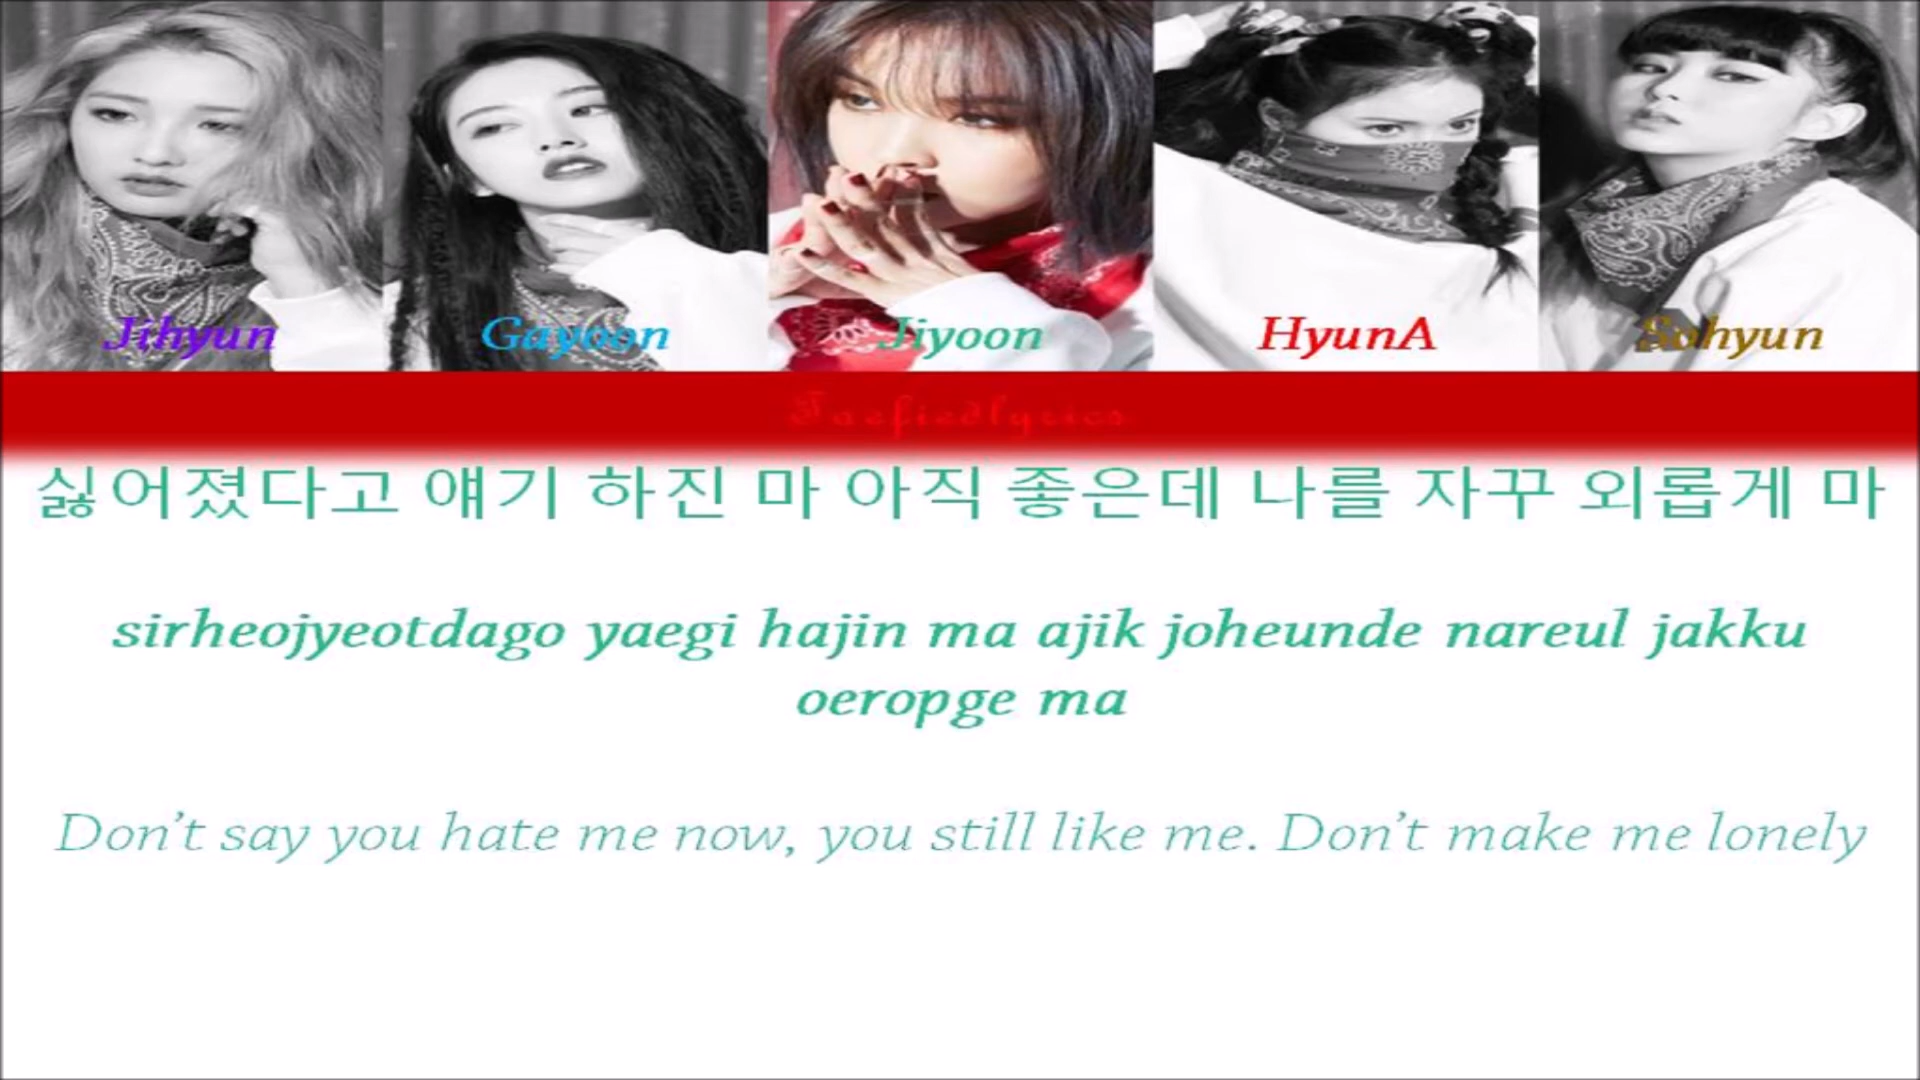 Jihyun Gayoon Jiyoon HyunA Sohyun
Taefiedlyrics
싫어졌다고 얘기 하진 마 아직 좋은데 나를 자꾸 외롭게 마
sirheojyeotdago yaegi hajin ma ajik joheunde nareul jakku
oeropge ma
Don't say you hate me now, you still like me. Don't make me lonely